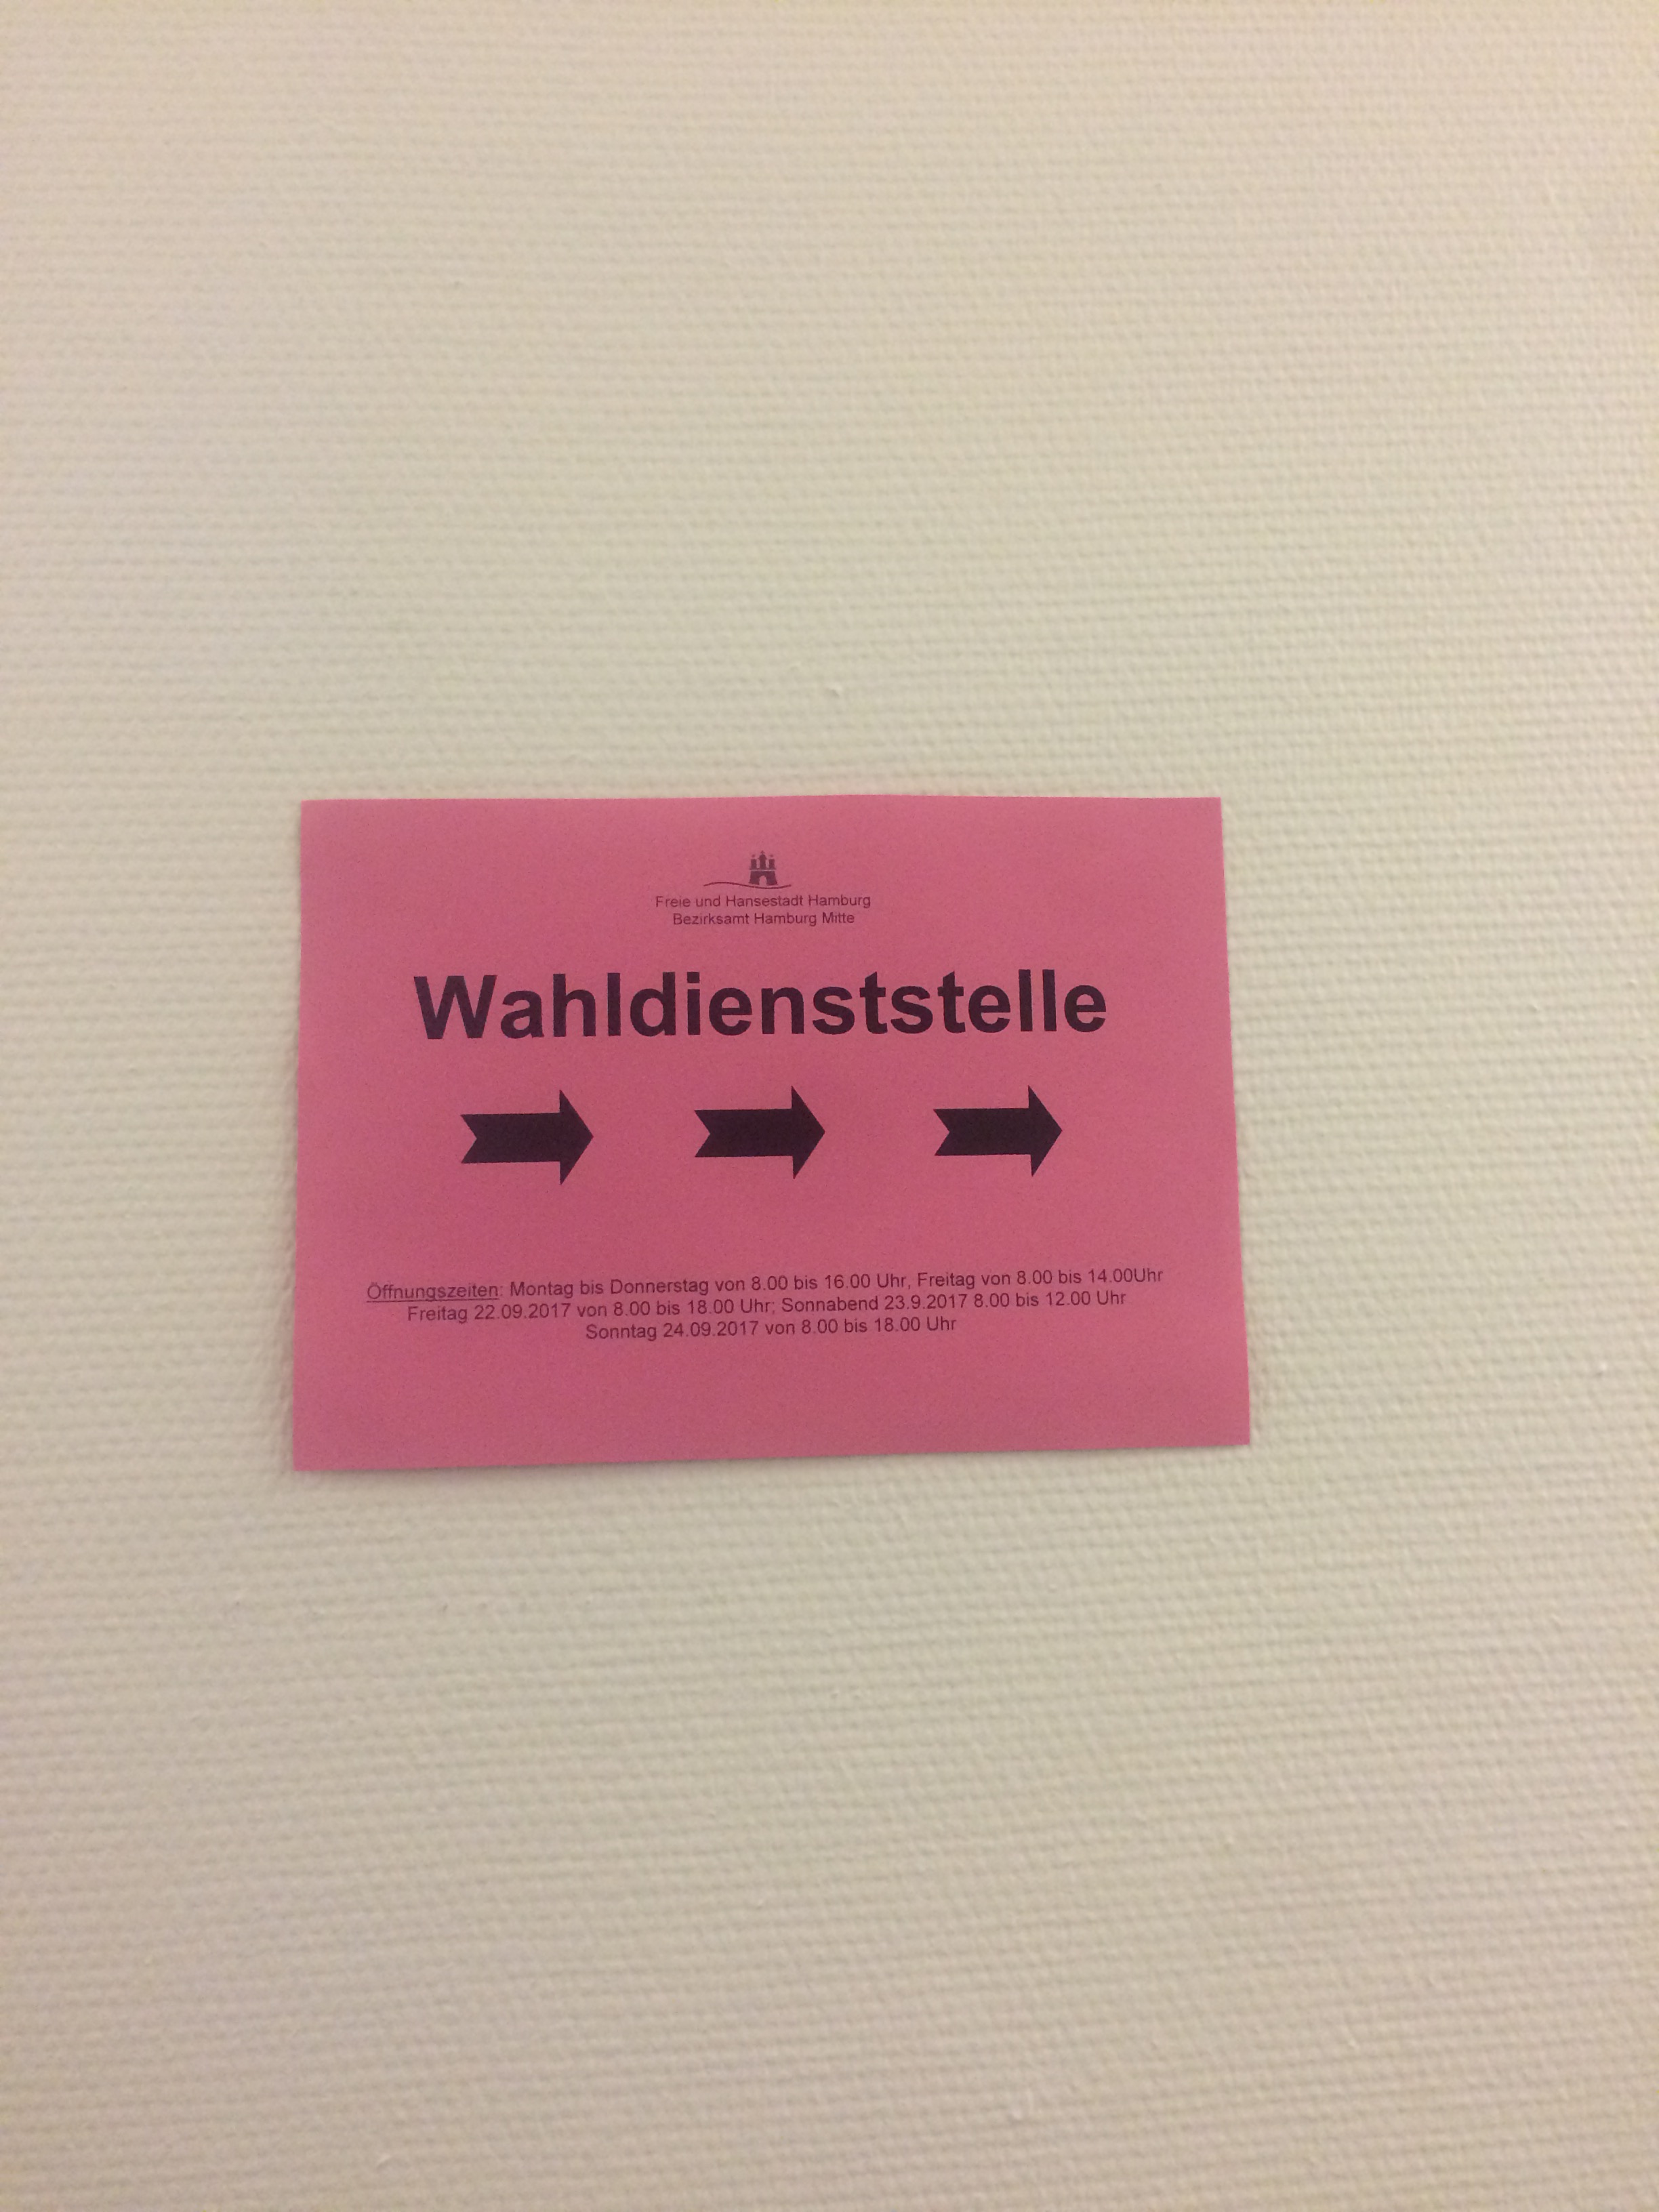 Freie und Hansestadt Hamburg
Bezirksamt Hamburg Mitte
Wahldienststelle
Öffnungszeiten: Montag bis Donnerstag von 8.00 bis 16.00 Uhr, Freitag von 8.00 bis 14.00Uhr
Freitag 22.09.2017 von 8.00 bis 18.00 Uhr; Sonnabend 23.9.2017 8.00 bis 12.00 Uhr
Sonntag 24.09.2017 von 8.00 bis 18.00 Uhr